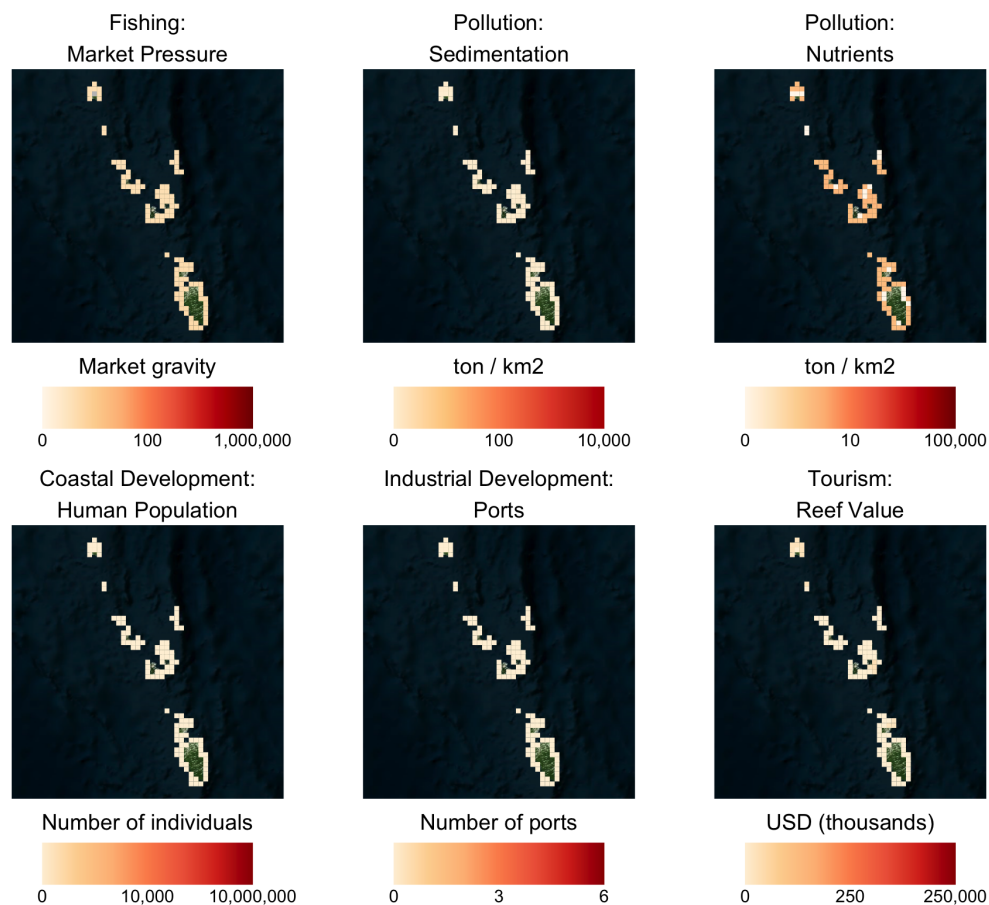 Fishing:
Market Pressure
Pollution:
Sedimentation
Pollution:
Nutrients
Market gravity
0 100 1,000,000
ton / km2
0 100 10,000
ton / km2
0 10 100,000
Coastal Development:
Human Population
Industrial Development:
Ports
Tourism:
Reef Value
Number of individuals
0 10,000 10,000,000
Number of ports
0 3 6
USD (thousands)
0 250 250,000